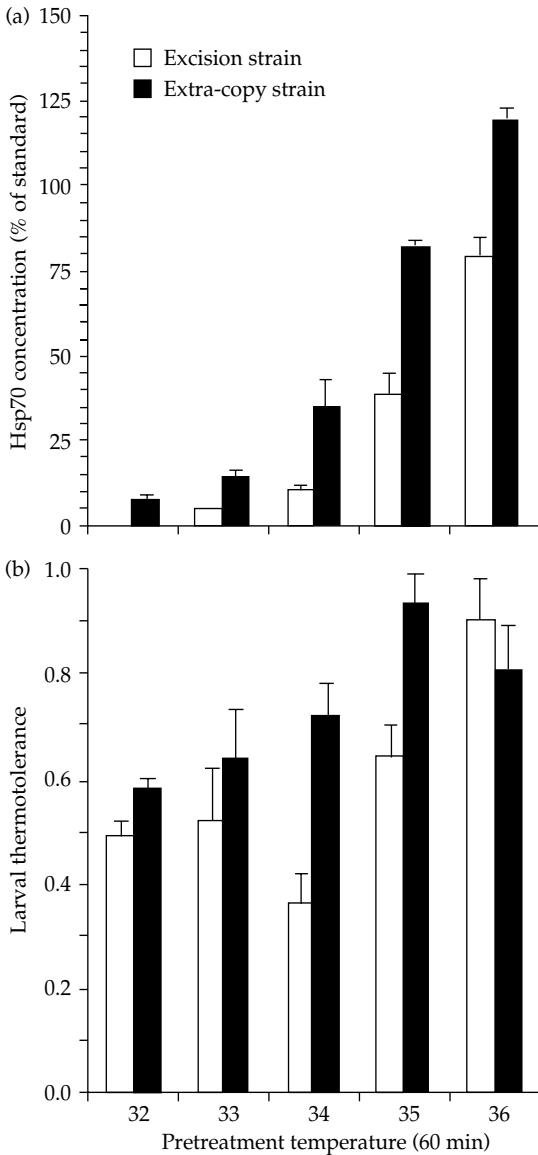 (a)
150
125
100
75
50
25
0
Hsp70 concentration (% of standard)
Excision strain
Extra-copy strain
(b)
1.0
0.8
0.6
0.4
0.2
0.0
Larval thermotolerance
32 33 34 35 36
Pretreatment temperature (60 min)